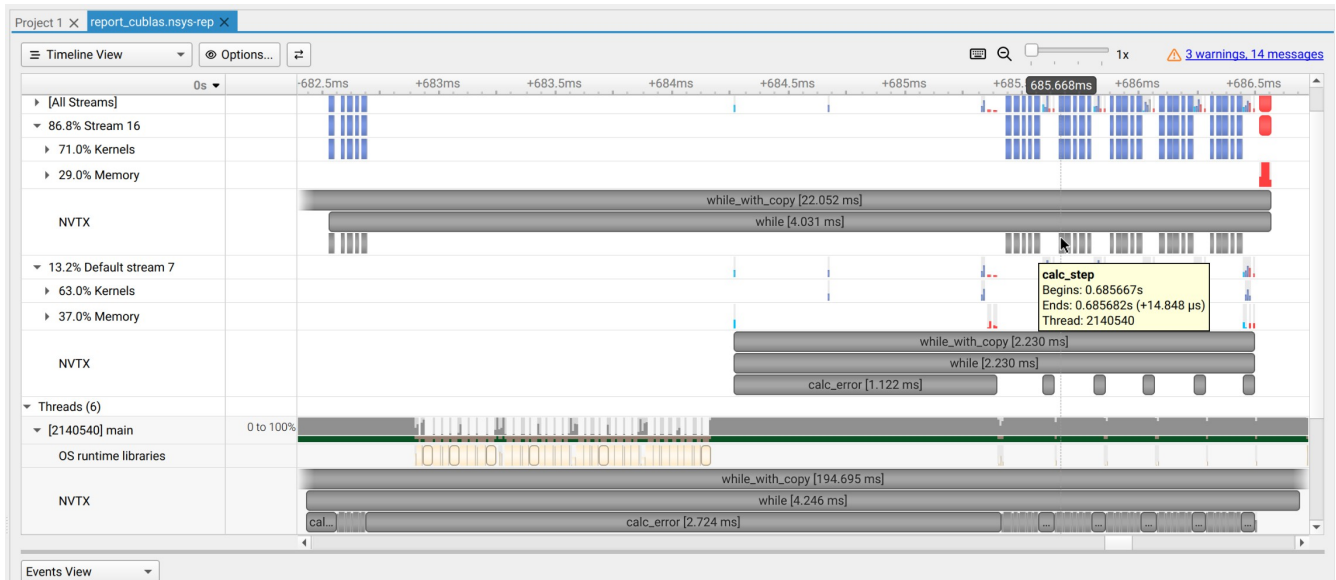 Project 1 report_cublas.nsys-rep
Timeline View Options... 1x 3 warnings, 14 messages
0s -682.5ms +683ms +683.5ms +684ms +684.5ms +685ms +685. 685.668ms +686ms +686.5ms
[All Streams]
86.8% Stream 16
71.0% Kernels
29.0% Memory
while_with_copy [22.052 ms]
NVTX while [4.031 ms]
13.2% Default stream 7
calc_step
Begins: 0.685667s
Ends: 0.685682s (+14.848 μs)
Thread: 2140540
63.0% Kernels
37.0% Memory
while_with_copy [2.230 ms]
NVTX while [2.230 ms]
calc_error [1.122 ms]
Threads (6)
[2140540] main 0 to 100%
OS runtime libraries
while_with_copy [194.695 ms]
NVTX while [4.246 ms]
cal... calc_error [2.724 ms] ... ... ... ... ...
Events View